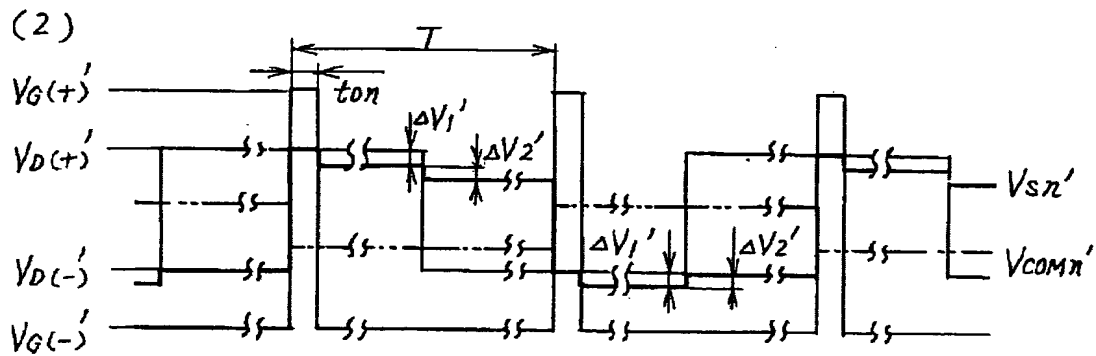 (2)
T
VG(+)'
ton
ΔV1'
VD(+)'
ΔV2'
VSn'
ΔV1'
ΔV2'
VD(-)'
VCOMn'
VG(-)'